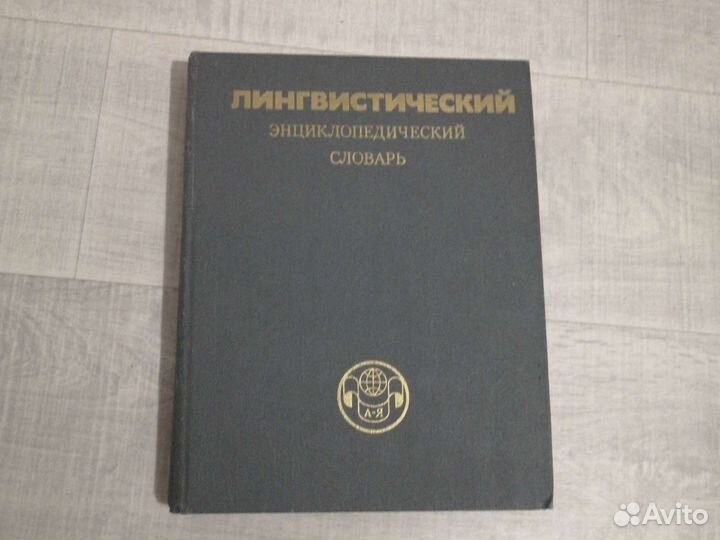 ЛИНГВИСТИЧЕСКИЙ
ЭНЦИКЛОПЕДИЧЕСКИЙ
СЛОВАРЬ
А-Я
Avito